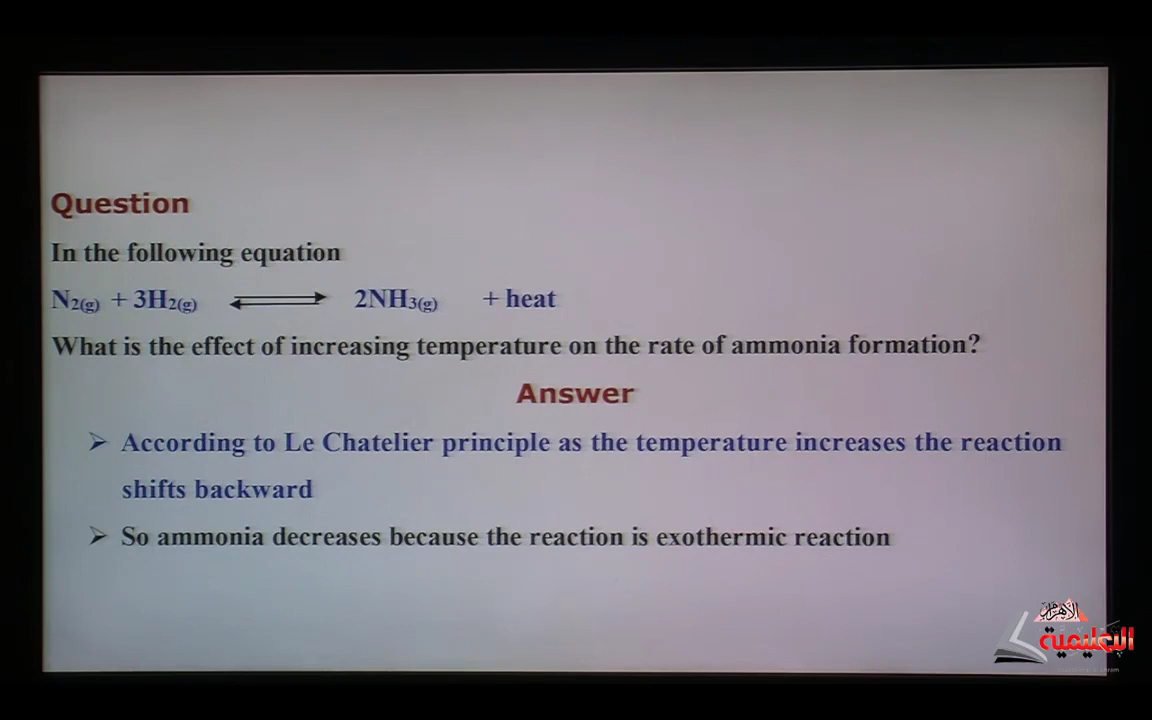 Question
In the following equation
N2(g) + 3H2(g) ⇌ 2NH3(g) + heat
What is the effect of increasing temperature on the rate of ammonia formation?
Answer
➢ According to Le Chatelier principle as the temperature increases the reaction
shifts backward
➢ So ammonia decreases because the reaction is exothermic reaction
الأهرام
التعليمية